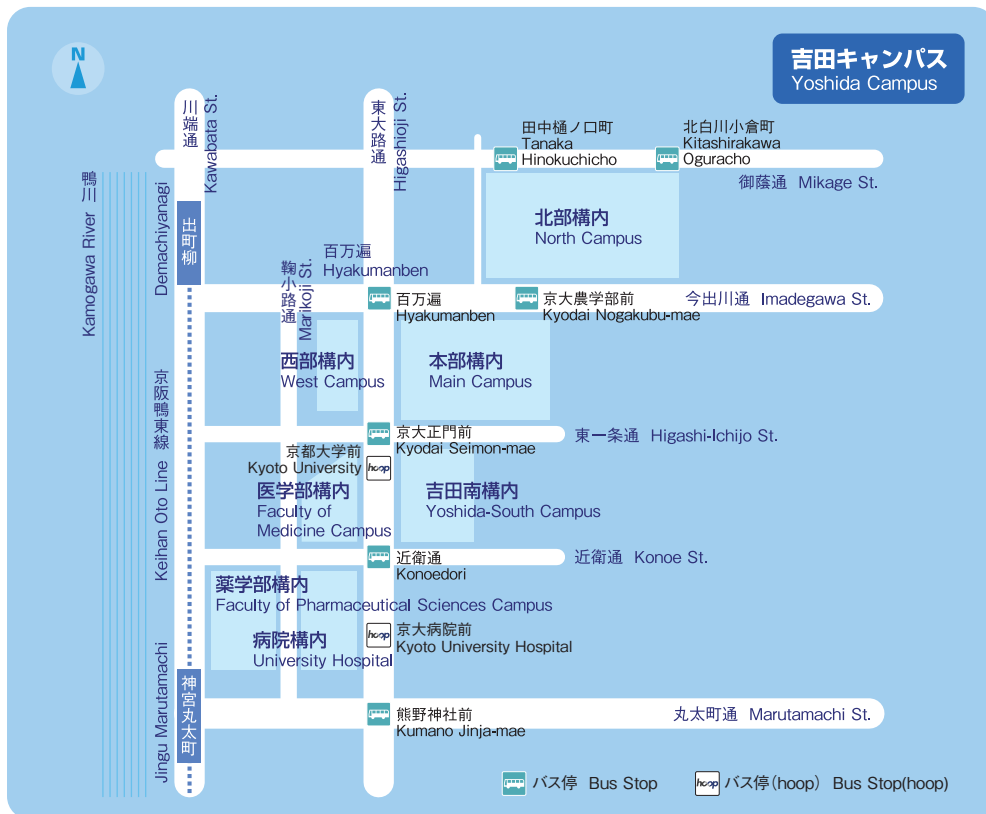 N
吉田キャンパス
Yoshida Campus
川端通
Kawabata St.
東大路通
Higashioji St.
田中樋ノ口町
Tanaka
Hinokuchicho
北白川小倉町
Kitashirakawa
Oguracho
御蔭通 Mikage St.
鴨川
Kamogawa River
出町柳
Demachiyanagi
北部構内
North Campus
百万遍
Hyakumanben
鞠小路通
Marikoji St.
百万遍
Hyakumanben
京大農学部前
Kyodai Nogakubu-mae
今出川通 Imadegawa St.
西部構内
West Campus
本部構内
Main Campus
京阪鴨東線
Keihan Oto Line
京大正門前
Kyodai Seimon-mae
東一条通 Higashi-Ichijo St.
京都大学前
Kyoto University
hoop
医学部構内
Faculty of
Medicine Campus
吉田南構内
Yoshida-South Campus
近衛通
Konoedori
近衛通 Konoe St.
薬学部構内
Faculty of Pharmaceutical Sciences Campus
病院構内
University Hospital
hoop
京大病院前
Kyoto University Hospital
神宮丸太町
Jingu Marutamachi
熊野神社前
Kumano Jinja-mae
丸太町通 Marutamachi St.
バス停 Bus Stop
hoop
バス停(hoop) Bus Stop(hoop)